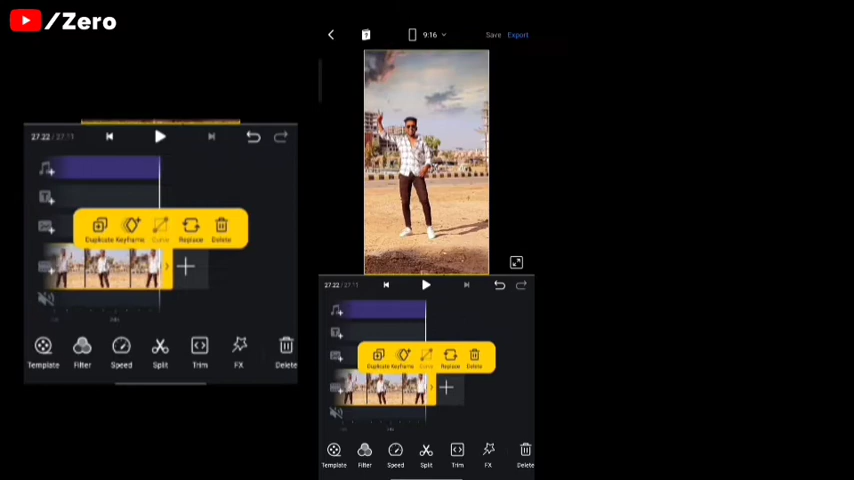 /Zero
9:16
Save
Export
27.22 / 27.11
Duplicate Keyframe Curve Replace Delete
Template Filter Speed Split Trim FX Delete
27.22 / 27.11
Duplicate Keyframe Curve Replace Delete
Template Filter Speed Split Trim FX Delete